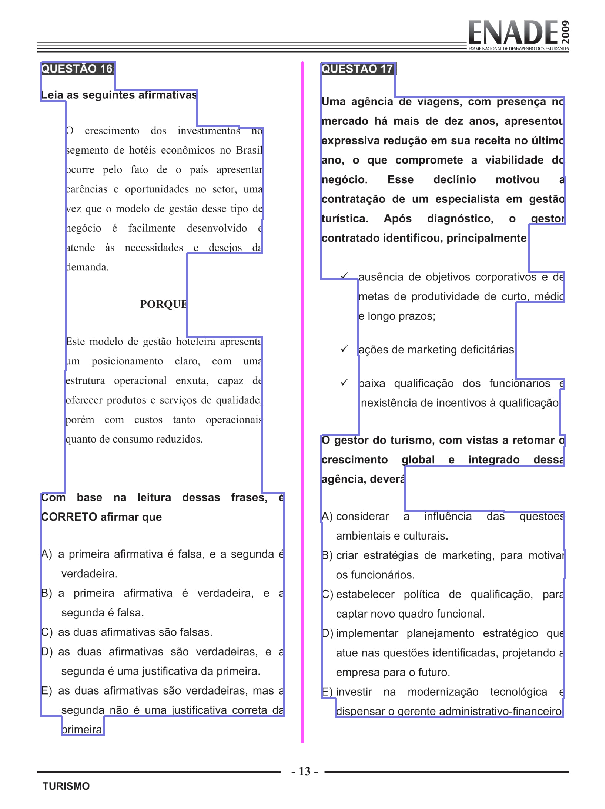 ENADE 2009
EXAME NACIONAL DE DESEMPENHO DOS ESTUDANTES
QUESTÃO 16
Leia as seguintes afirmativas
O crescimento dos investimentos no
segmento de hotéis econômicos no Brasil
ocorre pelo fato de o país apresentar
carências e oportunidades no setor, uma
vez que o modelo de gestão desse tipo de
negócio é facilmente desenvolvido e
atende às necessidades e desejos da
demanda.
PORQUE
Este modelo de gestão hoteleira apresenta
um posicionamento claro, com uma
estrutura operacional enxuta, capaz de
oferecer produtos e serviços de qualidade,
porém com custos tanto operacionais
quanto de consumo reduzidos.
Com base na leitura dessas frases, é
CORRETO afirmar que
A) a primeira afirmativa é falsa, e a segunda é
verdadeira.
B) a primeira afirmativa é verdadeira, e a
segunda é falsa.
C) as duas afirmativas são falsas.
D) as duas afirmativas são verdadeiras, e a
segunda é uma justificativa da primeira.
E) as duas afirmativas são verdadeiras, mas a
segunda não é uma justificativa correta da
primeira.
QUESTÃO 17
Uma agência de viagens, com presença no
mercado há mais de dez anos, apresentou
expressiva redução em sua receita no último
ano, o que compromete a viabilidade do
negócio. Esse declínio motivou a
contratação de um especialista em gestão
turística. Após diagnóstico, o gestor
contratado identificou, principalmente
✓ ausência de objetivos corporativos e de
metas de produtividade de curto, médio
e longo prazos;
✓ ações de marketing deficitárias
✓ baixa qualificação dos funcionários e
inexistência de incentivos à qualificação
O gestor do turismo, com vistas a retomar o
crescimento global e integrado dessa
agência, deverá
A) considerar a influência das questões
ambientais e culturais.
B) criar estratégias de marketing, para motivar
os funcionários.
C) estabelecer política de qualificação, para
captar novo quadro funcional.
D) implementar planejamento estratégico que
atue nas questões identificadas, projetando a
empresa para o futuro.
E) investir na modernização tecnológica e
dispensar o gerente administrativo-financeiro.
- 13 -
TURISMO